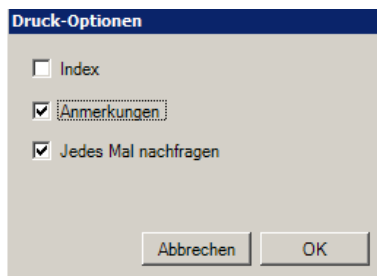 Druck-Optionen
Index
Anmerkungen
Jedes Mal nachfragen
Abbrechen OK